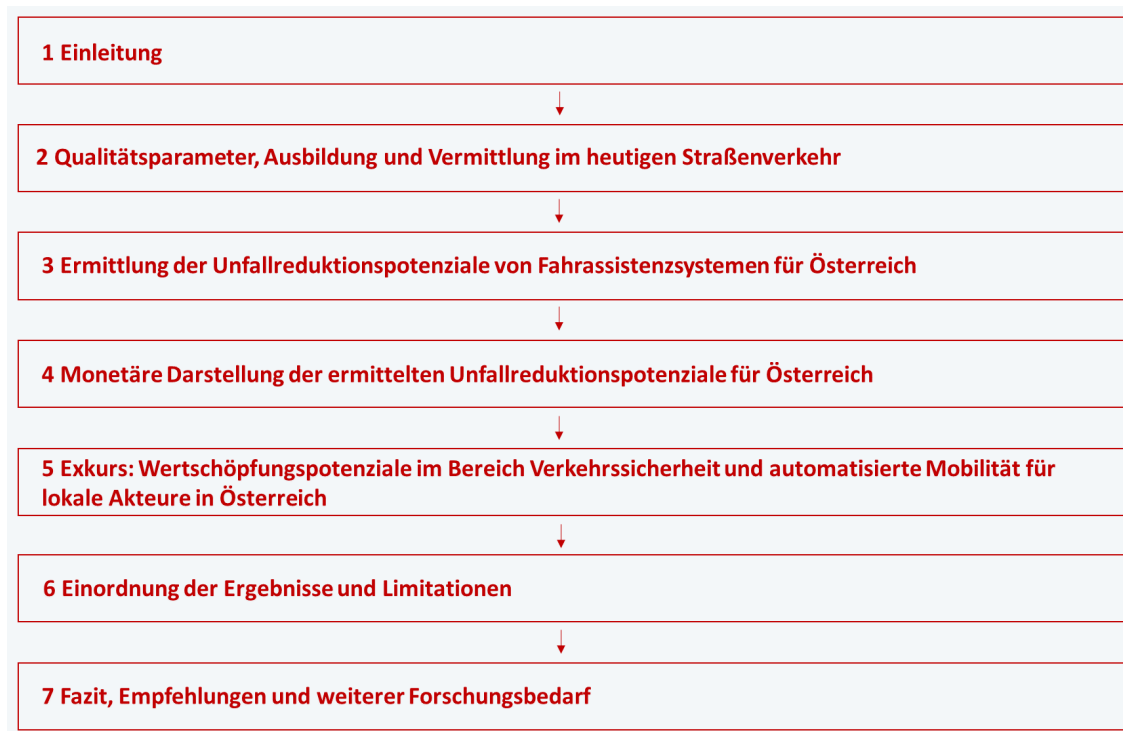 1 Einleitung
2 Qualitätsparameter, Ausbildung und Vermittlung im heutigen Straßenverkehr
3 Ermittlung der Unfallreduktionspotenziale von Fahrassistenzsystemen für Österreich
4 Monetäre Darstellung der ermittelten Unfallreduktionspotenziale für Österreich
5 Exkurs: Wertschöpfungspotenziale im Bereich Verkehrssicherheit und automatisierte Mobilität für
lokale Akteure in Österreich
6 Einordnung der Ergebnisse und Limitationen
7 Fazit, Empfehlungen und weiterer Forschungsbedarf